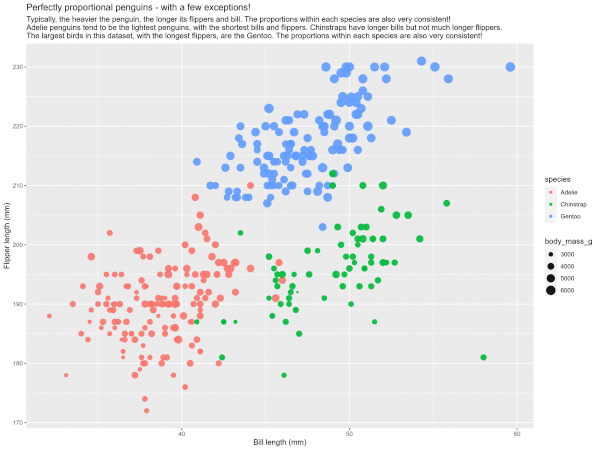 Perfectly proportional penguins - with a few exceptions!
Typically, the heavier the penguin, the longer its flippers and bill. The proportions within each species are also very consistent!
Adelie penguins tend to be the lightest penguins, with the shortest bills and flippers. Chinstraps have longer bills but not much longer flippers.
The largest birds in this dataset, with the longest flippers, are the Gentoo. The proportions within each species are also very consistent!
230
220
210
200
190
180
170
Flipper length (mm)
40
50
60
Bill length (mm)
species
Adelie
Chinstrap
Gentoo
body_mass_g
3000
4000
5000
6000